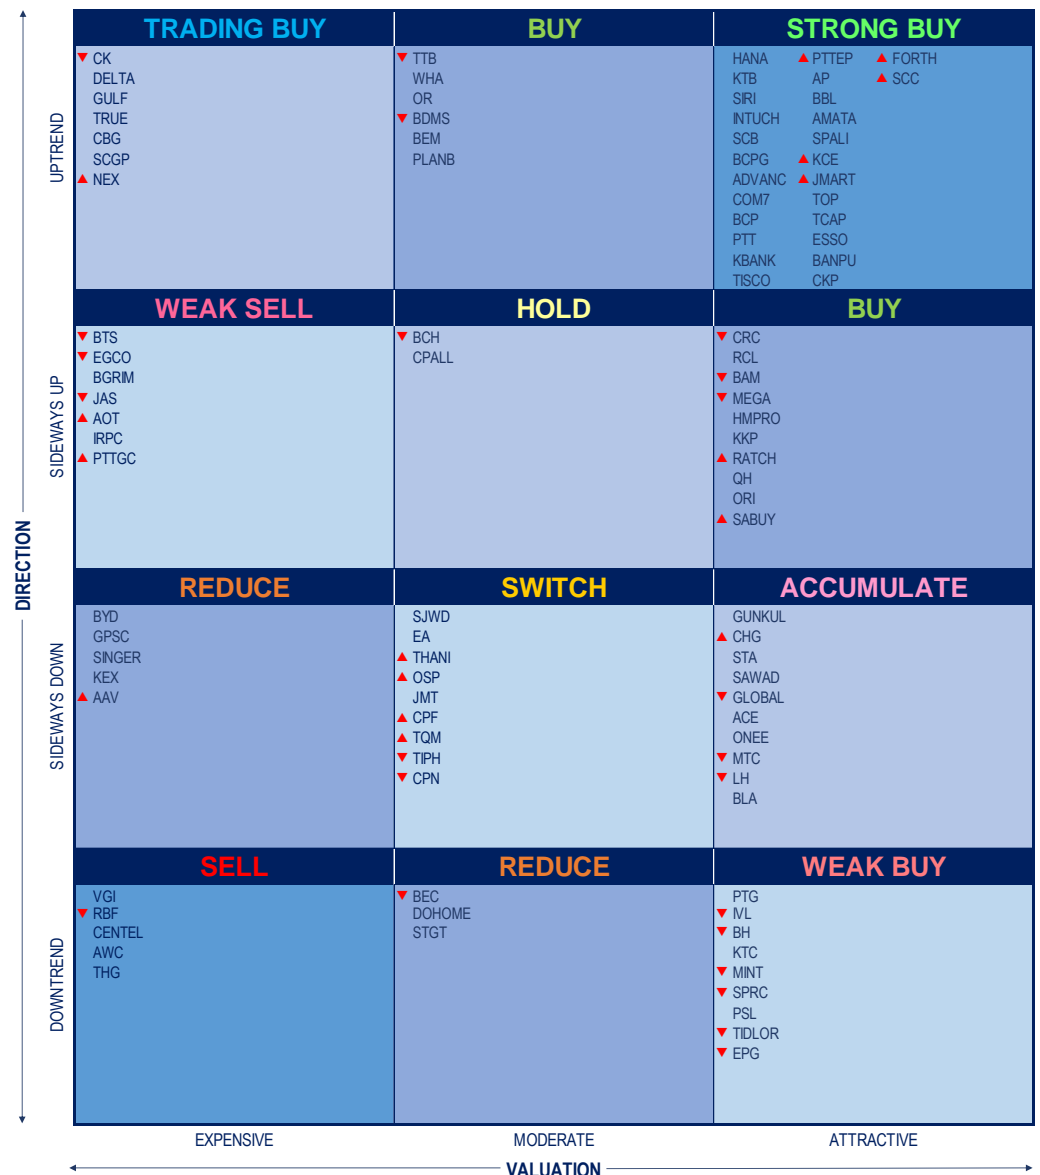 TRADING BUY
▼ CK
DELTA
GULF
TRUE
CBG
SCGP
▲ NEX
BUY
▼ TTB
WHA
OR
▼ BDMS
BEM
PLANB
STRONG BUY
HANA ▲ PTTEP ▲ FORTH
KTB AP ▲ SCC
SIRI BBL
INTUCH AMATA
SCB SPALI
BCPG ▲ KCE
ADVANC ▲ JMART
COM7 TOP
BCP TCAP
PTT ESSO
KBANK BANPU
TISCO CKP
UPTREND
WEAK SELL
▼ BTS
▼ EGCO
BGRIM
▼ JAS
▲ AOT
IRPC
▲ PTTGC
HOLD
▼ BCH
CPALL
BUY
▼ CRC
RCL
▼ BAM
▼ MEGA
HMPRO
KKP
▲ RATCH
QH
ORI
▲ SABUY
SIDEWAYS UP
DIRECTION
REDUCE
BYD
GPSC
SINGER
KEX
▲ AAV
SWITCH
SJWD
EA
▲ THANI
▲ OSP
JMT
▲ CPF
▲ TQM
▼ TIPH
▼ CPN
ACCUMULATE
GUNKUL
▲ CHG
STA
SAWAD
▼ GLOBAL
ACE
ONEE
▼ MTC
▼ LH
BLA
SIDEWAYS DOWN
SELL
VGI
▼ RBF
CENTEL
AWC
THG
REDUCE
▼ BEC
DOHOME
STGT
WEAK BUY
PTG
▼ IVL
▼ BH
KTC
▼ MINT
▼ SPRC
PSL
▼ TIDLOR
▼ EPG
DOWNTREND
EXPENSIVE MODERATE ATTRACTIVE
VALUATION